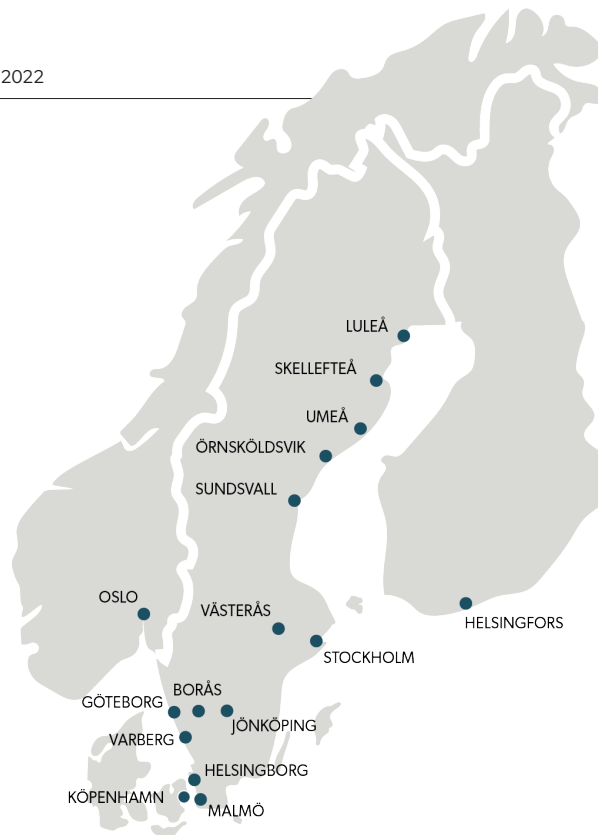 2022
LULEÅ
SKELLEFTEÅ
UMEÅ
ÖRNSKÖLDSVIK
SUNDSVALL
OSLO
VÄSTERÅS
HELSINGFORS
STOCKHOLM
BORÅS
GÖTEBORG
JÖNKÖPING
VARBERG
HELSINGBORG
KÖPENHAMN
MALMÖ